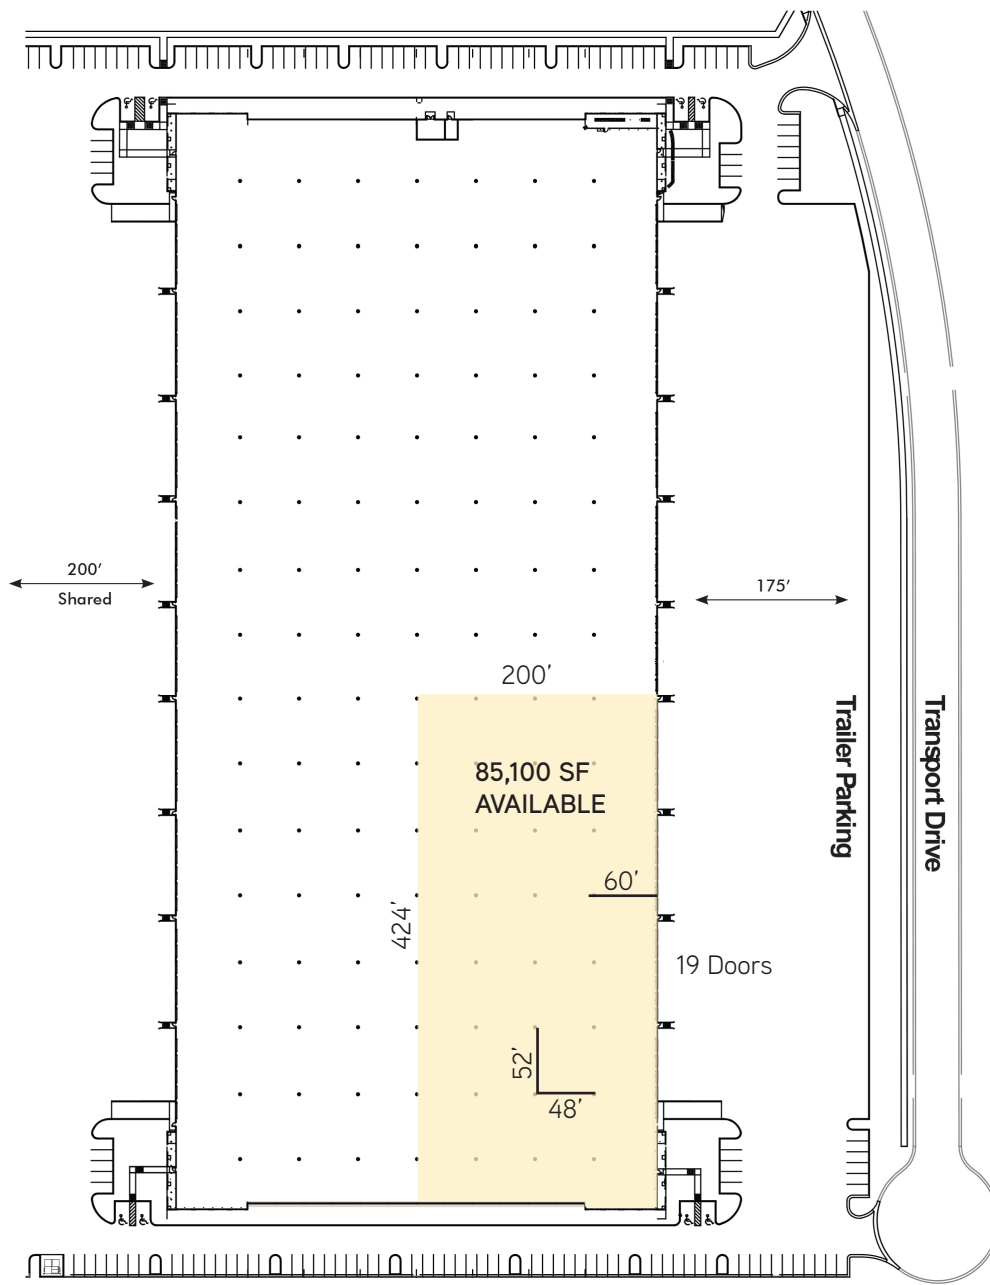 200’
Shared
175’
200’
85,100 SF
AVAILABLE
Trailer Parking
Transport Drive
60’
424’
19 Doors
52’
48’